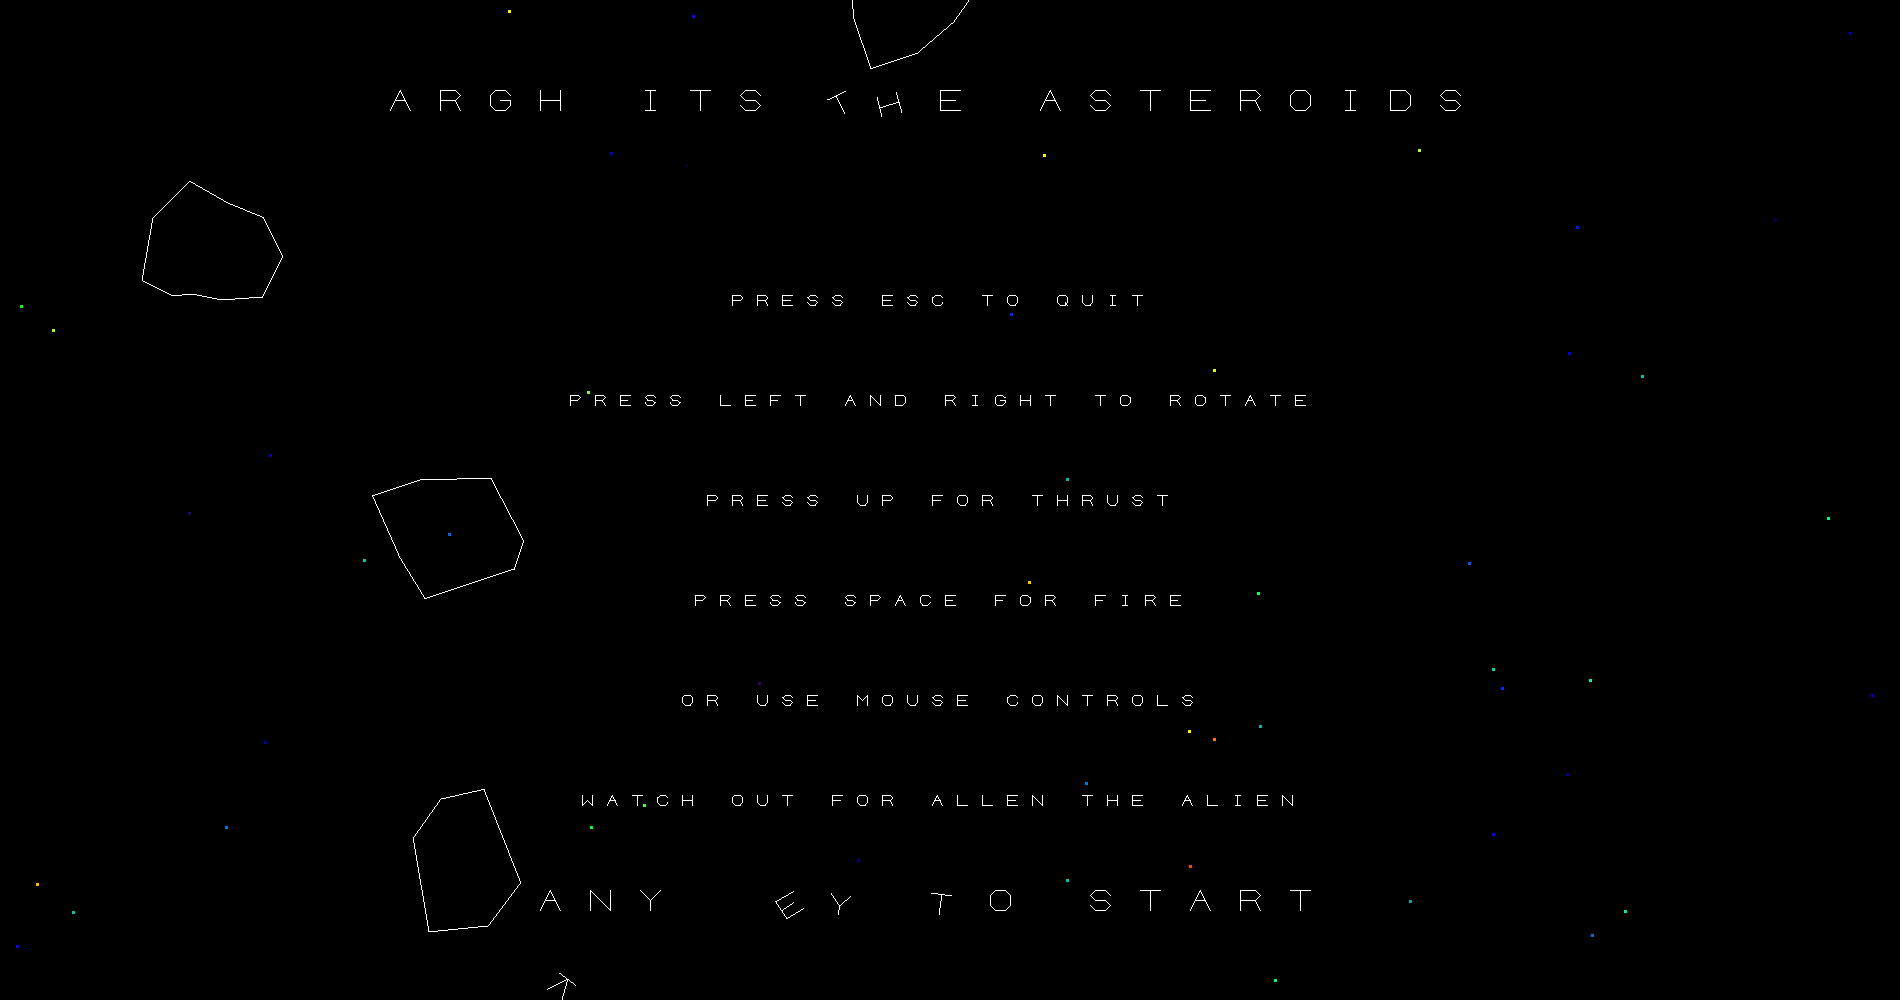 ARGH ITS THE ASTEROIDS
PRESS ESC TO QUIT
PRESS LEFT AND RIGHT TO ROTATE
PRESS UP FOR THRUST
PRESS SPACE FOR FIRE
OR USE MOUSE CONTROLS
WATCH OUT FOR ALLEN THE ALIEN
ANY EY TO START
K